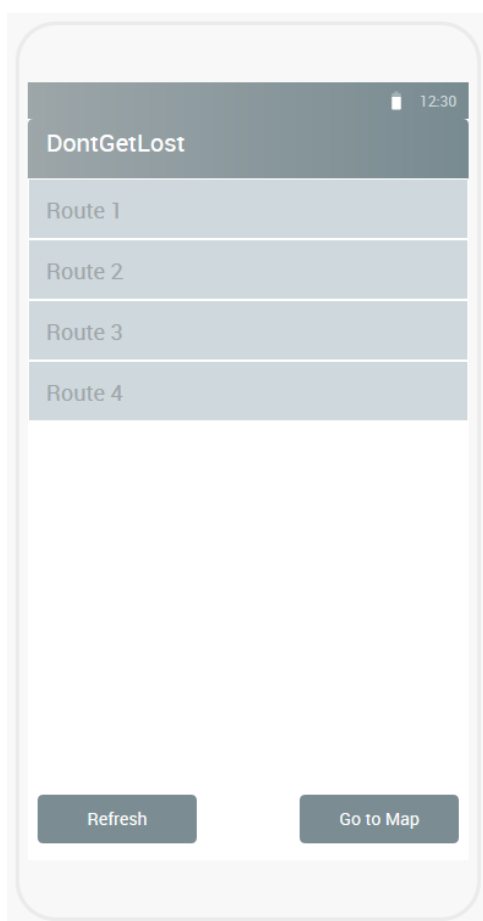 12:30
DontGetLost
Route 1
Route 2
Route 3
Route 4
Refresh
Go to Map